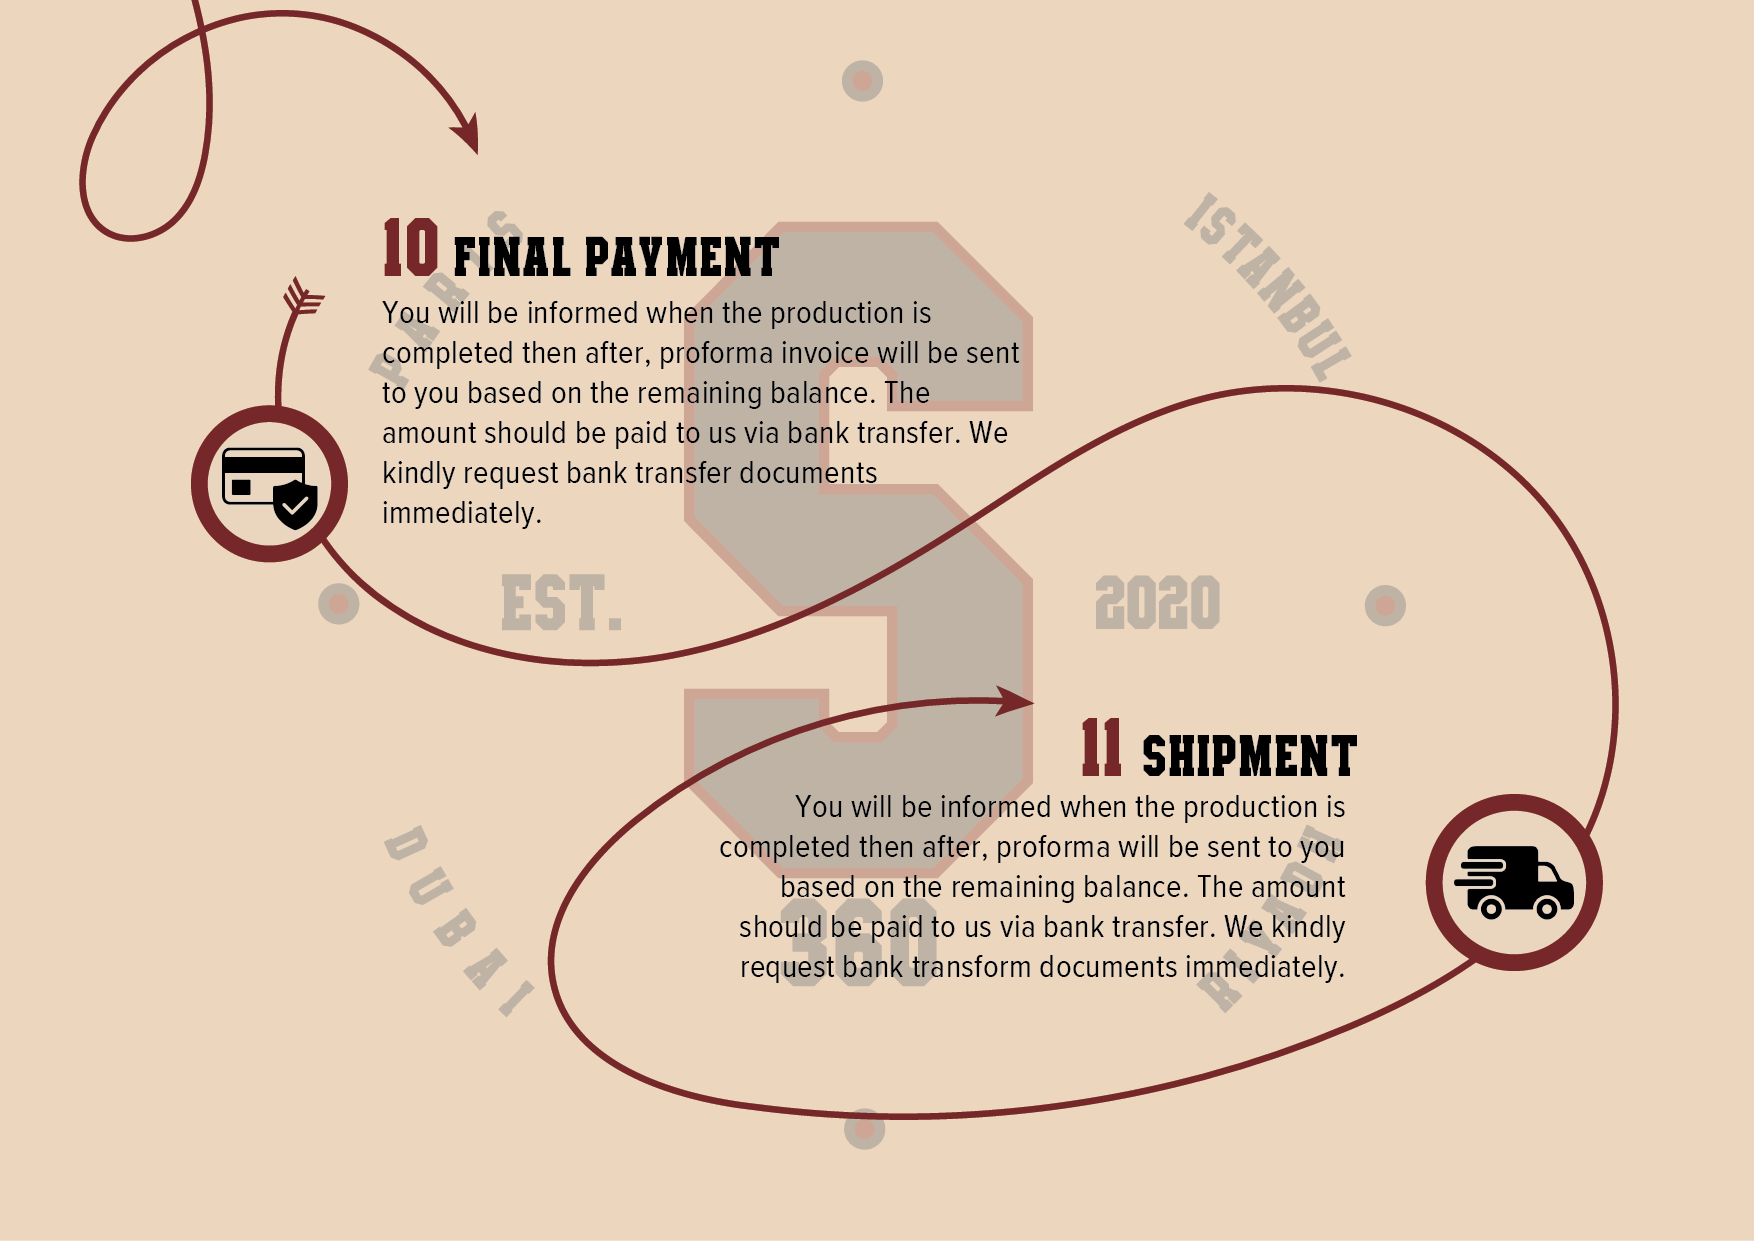 ISTANBUL
PARIS
10 FINAL PAYMENT
You will be informed when the production is
completed then after, proforma invoice will be sent
to you based on the remaining balance. The
amount should be paid to us via bank transfer. We
kindly request bank transfer documents
immediately.
S
EST.
2020
11 SHIPMENT
You will be informed when the production is
completed then after, proforma will be sent to you
based on the remaining balance. The amount
should be paid to us via bank transfer. We kindly
request bank transform documents immediately.
360
DUBAI
RIYADH